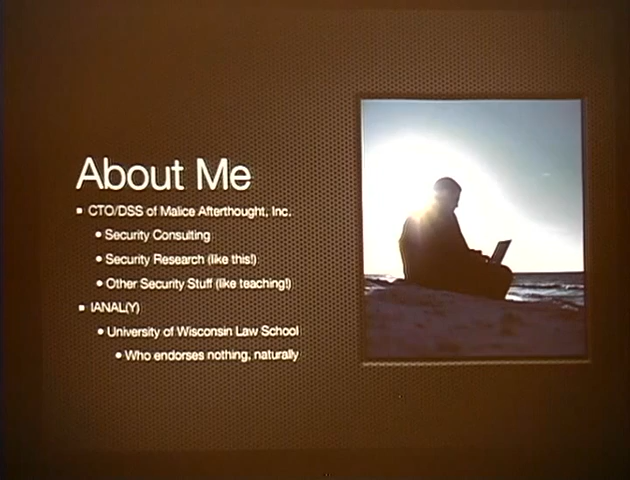 About Me
CTO/DSS of Malice Afterthought, Inc.
Security Consulting
Security Research (like this!)
Other Security Stuff (like teaching!)
IANAL(Y)
University of Wisconsin Law School
Who endorses nothing, naturally